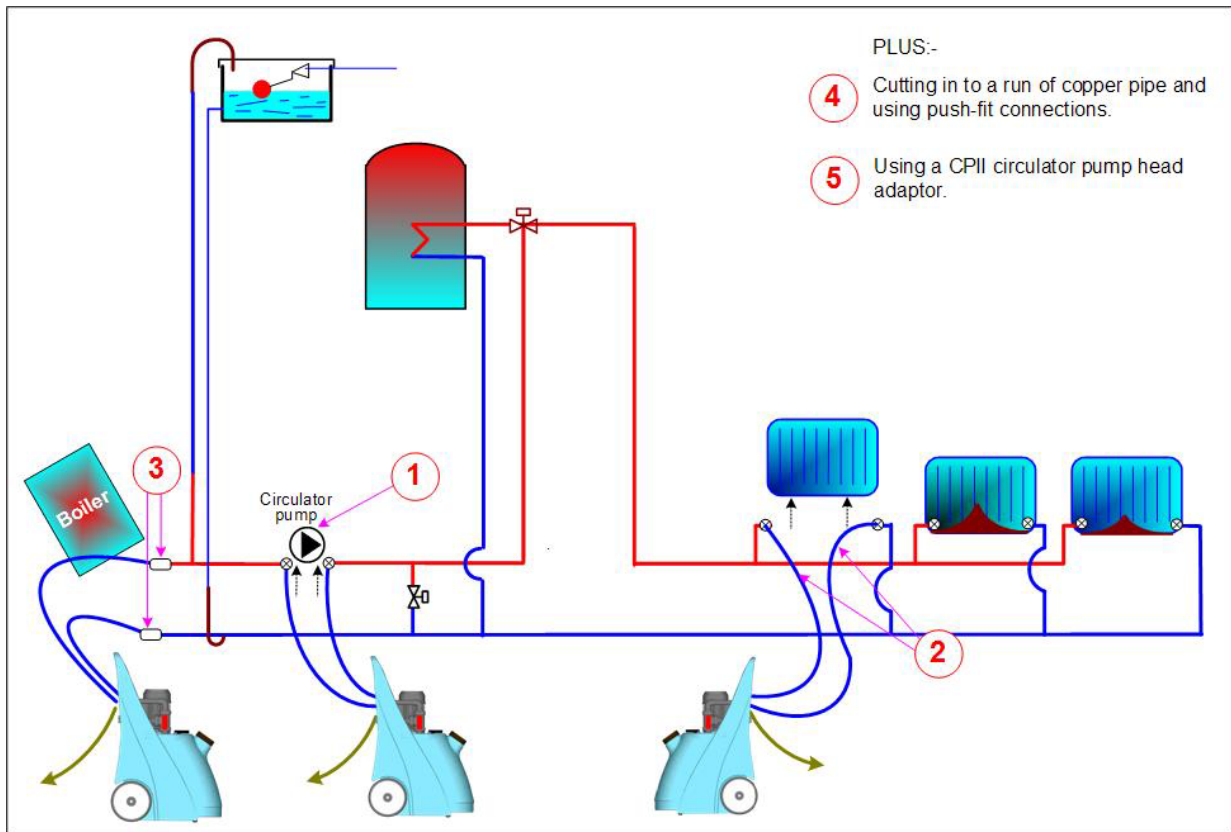 PLUS:-
4
Cutting in to a run of copper pipe and
using push-fit connections.
5
Using a CPII circulator pump head
adaptor.
3
1
Boiler
Circulator
pump
2